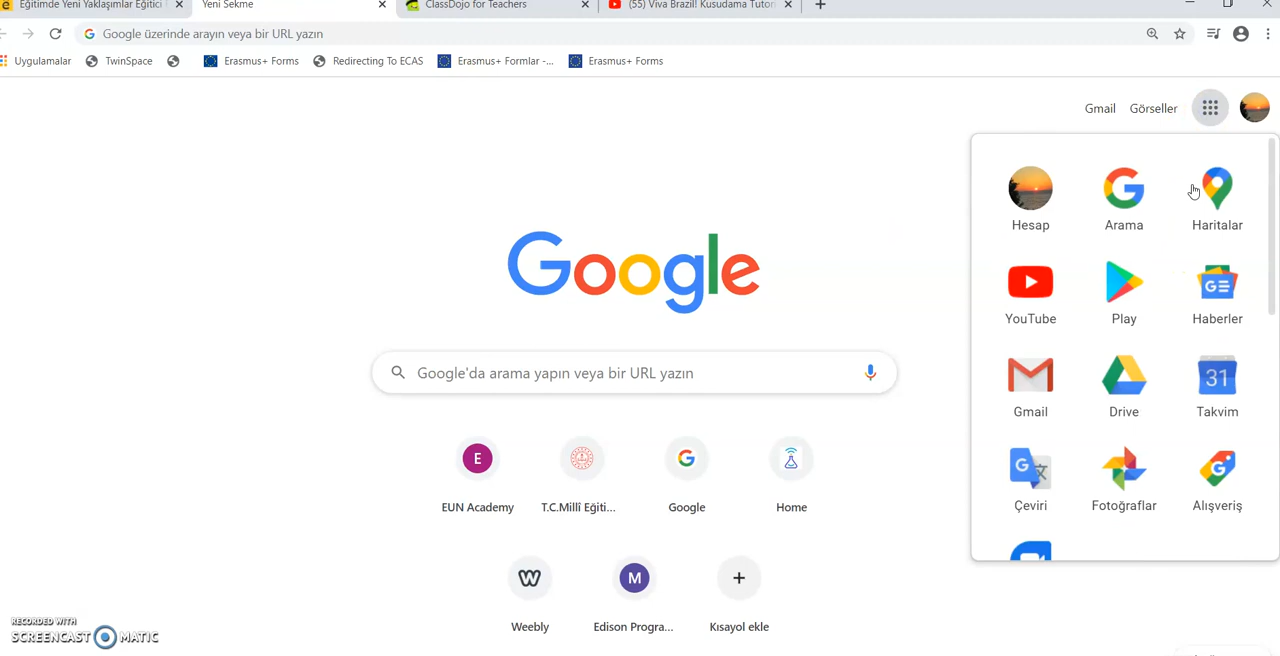 Eğitimde Yeni Yaklaşımlar Eğitici
Yeni Sekme
ClassDojo for Teachers
(55) Viva Brazil! Kusudama Tutori
Google üzerinde arayın veya bir URL yazın
Uygulamalar
TwinSpace
Erasmus+ Forms
Redirecting To ECAS
Erasmus+ Formlar -...
Erasmus+ Forms
Gmail
Görseller
Google
Google'da arama yapın veya bir URL yazın
E
EUN Academy
T.C.Millî Eğiti...
G
Google
Home
W
Weebly
M
Edison Progra...
Kısayol ekle
Hesap
G
Arama
Haritalar
YouTube
Play
GE
Haberler
Gmail
Drive
31
Takvim
G
Çeviri
Fotoğraflar
G
Alışveriş
RECORDED WITH
SCREENCAST MATIC